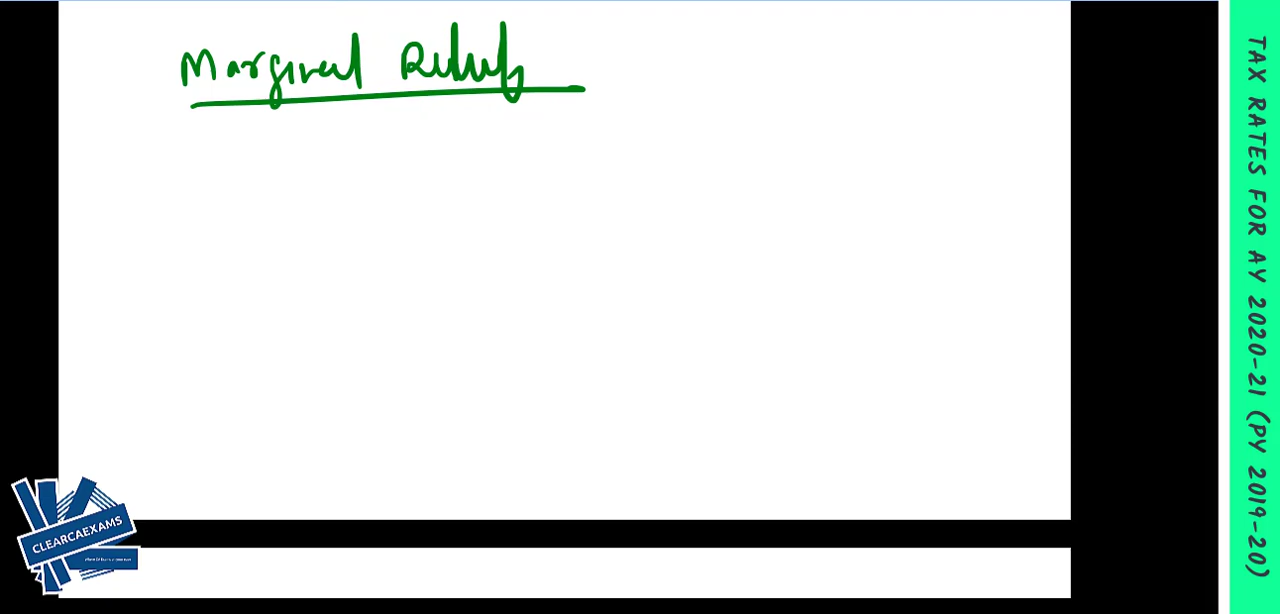 Marginal Relief
TAX RATES FOR AY 2020-21 (PY 2019-20)
CLEARCAEXAMS